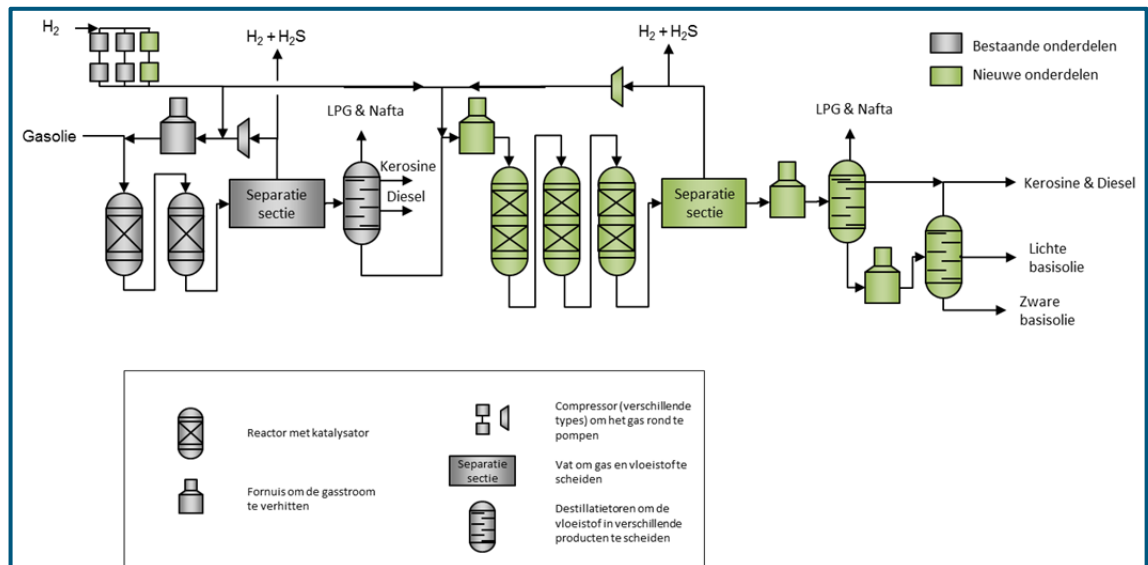 H₂
H₂ + H₂S
H₂ + H₂S
Bestaande onderdelen
Nieuwe onderdelen
LPG & Nafta
LPG & Nafta
Gasolie
Kerosine
Diesel
Separatie
sectie
Separatie
sectie
Kerosine & Diesel
Lichte
basisolie
Zware
basisolie
Reactor met katalysator
Fornuis om de gasstroom
te verhitten
Compressor (verschillende
types) om het gas rond te
pompen
Separatie
sectie
Vat om gas en vloeistof te
scheiden
Destillatietoren om de
vloeistof in verschillende
producten te scheiden